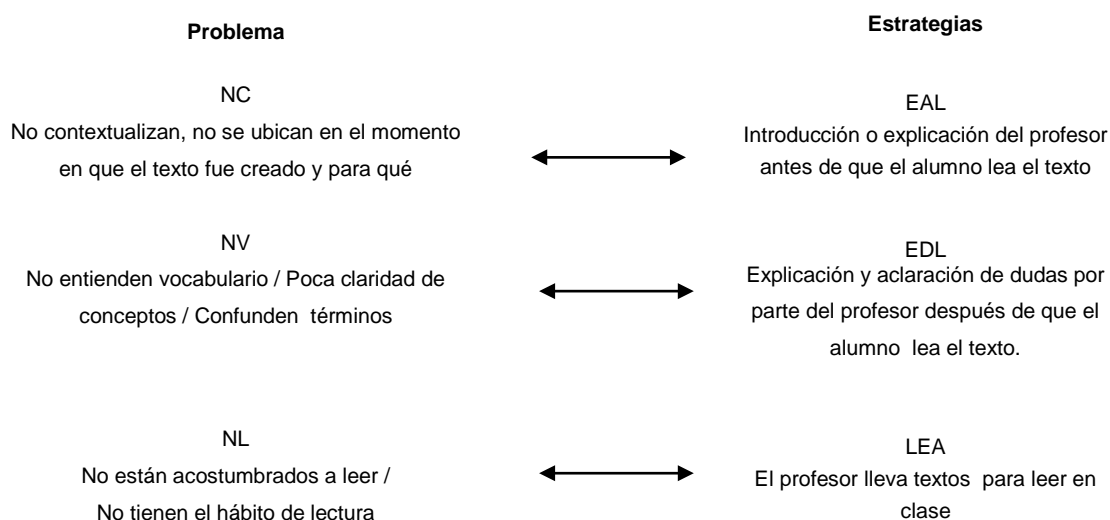 Problema
Estrategias
NC
No contextualizan, no se ubican en el momento
en que el texto fue creado y para qué
EAL
Introducción o explicación del profesor
antes de que el alumno lea el texto
NV
No entienden vocabulario / Poca claridad de
conceptos / Confunden términos
EDL
Explicación y aclaración de dudas por
parte del profesor después de que el
alumno lea el texto.
NL
No están acostumbrados a leer /
No tienen el hábito de lectura
LEA
El profesor lleva textos para leer en
clase